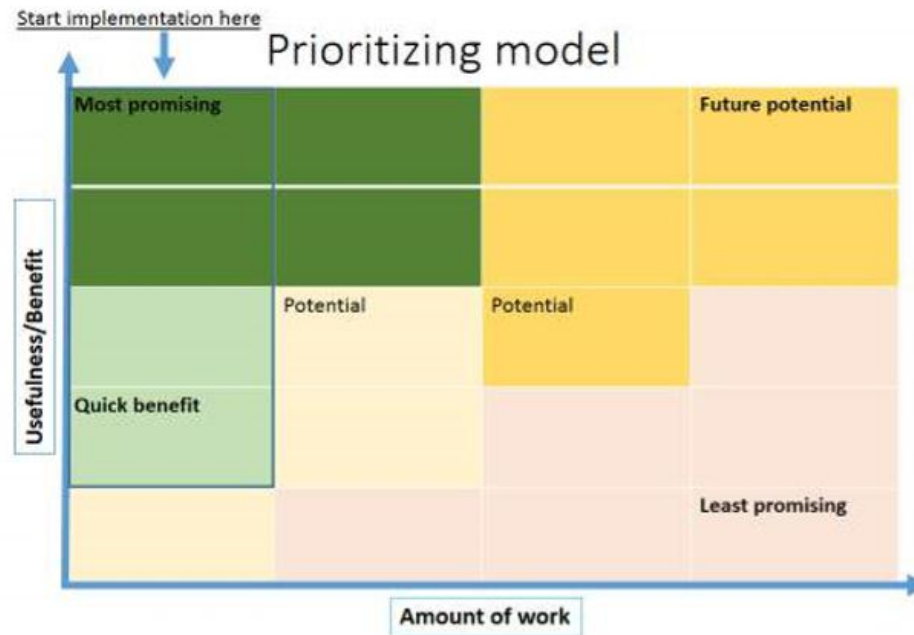 Start implementation here
Prioritizing model
Most promising
Future potential
Usefulness/Benefit
Potential
Potential
Quick benefit
Least promising
Amount of work